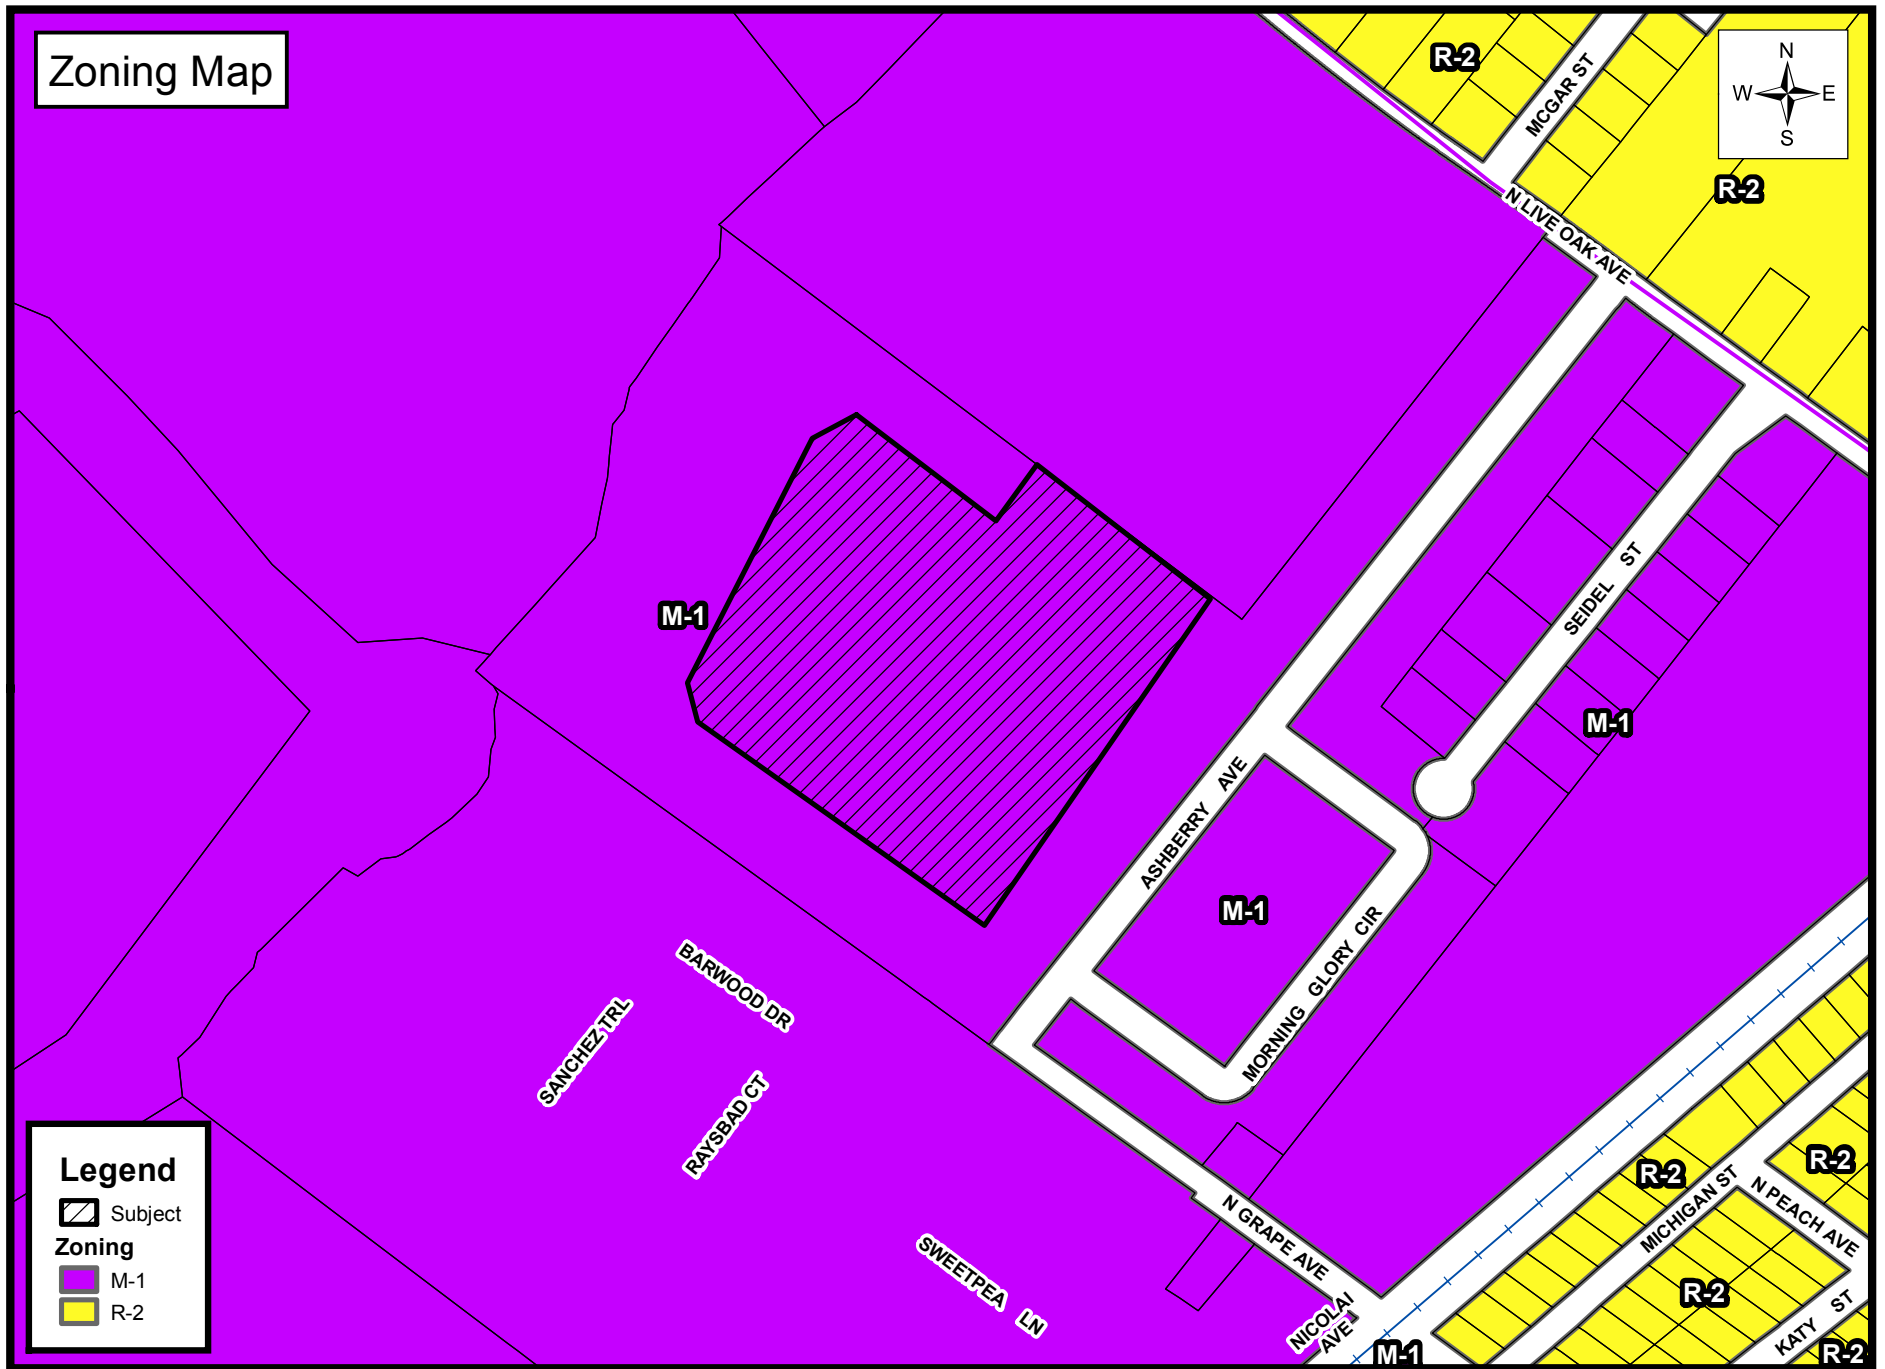 Zoning Map
R-2
MCGAR ST
N
W E
S
R-2
N LIVE OAK AVE
SEIDEL ST
M-1
M-1
ASHBERRY AVE
M-1
MORNING GLORY CIR
BARWOOD DR
SANCHEZ TRL
RAYSBAD CT
SWEETPEA LN
N GRAPE AVE
NICOLAI
AVE
M-1
R-2
MICHIGAN ST
R-2
N PEACH AVE
R-2
KATY ST
R-2
Legend
Subject
Zoning
M-1
R-2